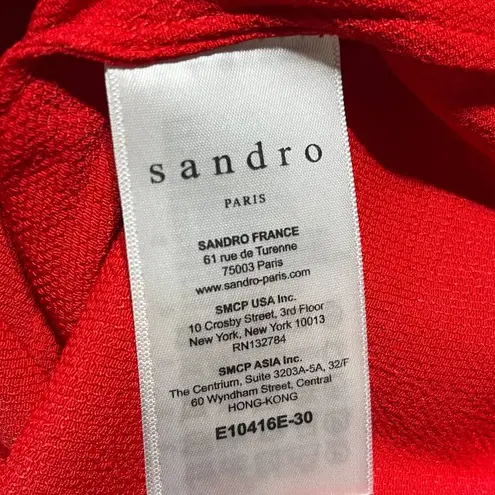 sandro
PARIS
SANDRO FRANCE
61 rue de Turenne
75003 Paris
www.sandro-paris.com
SMCP USA Inc.
10 Crosby Street, 3rd Floor
New York, New York 10013
RN132784
SMCP ASIA Inc.
The Centrium, Suite 3203A-5A, 32/F
60 Wyndham Street, Central
HONG-KONG
E10416E-30